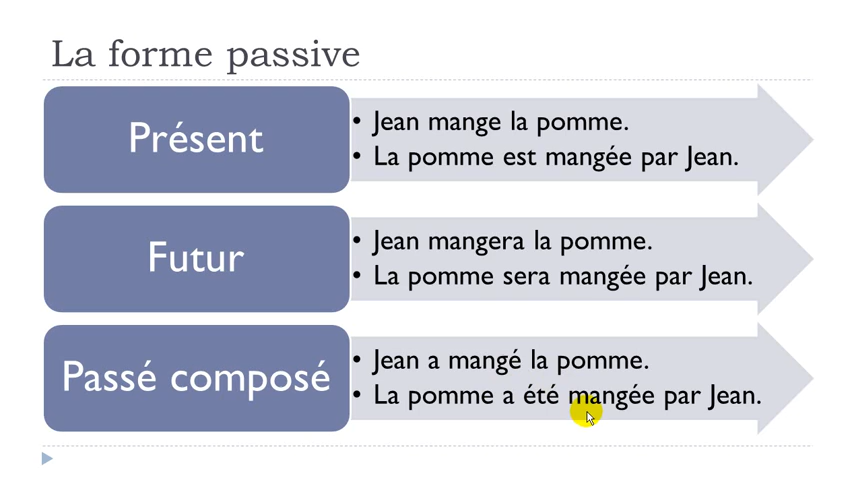 La forme passive
Présent
• Jean mange la pomme.
• La pomme est mangée par Jean.
Futur
• Jean mangera la pomme.
• La pomme sera mangée par Jean.
Passé composé
• Jean a mangé la pomme.
• La pomme a été mangée par Jean.